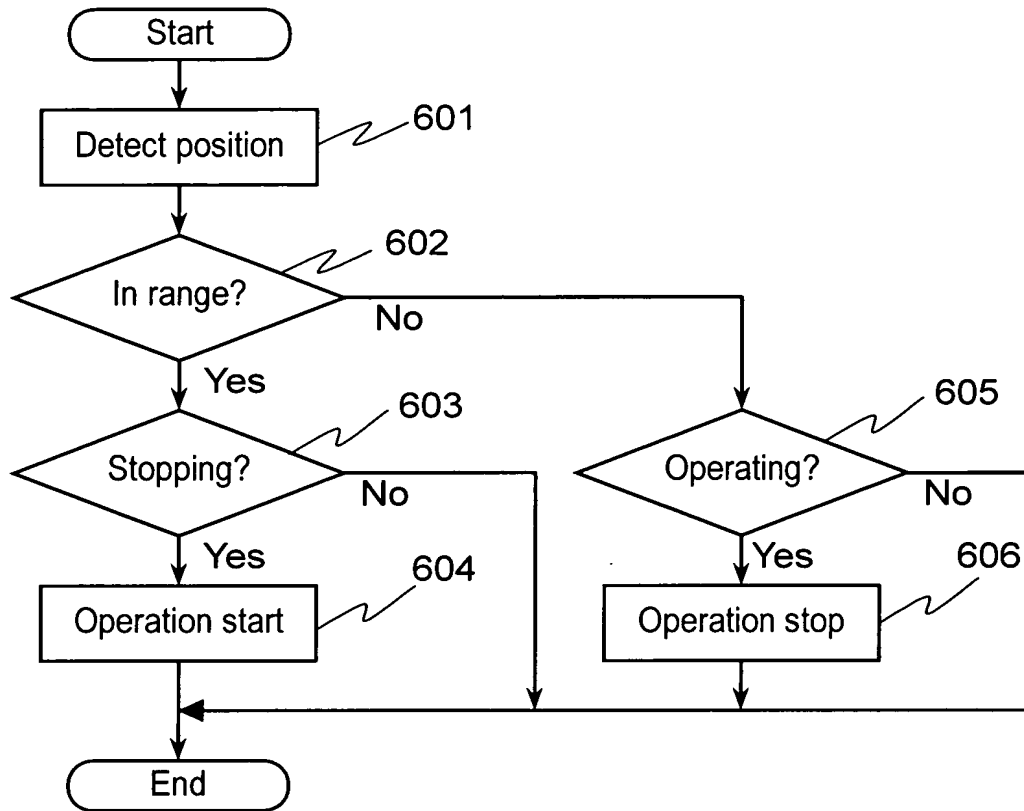 Start
Detect position
601
In range?
602
No
Yes
Stopping?
603
No
Yes
Operation start
604
Operating?
605
No
Yes
Operation stop
606
End